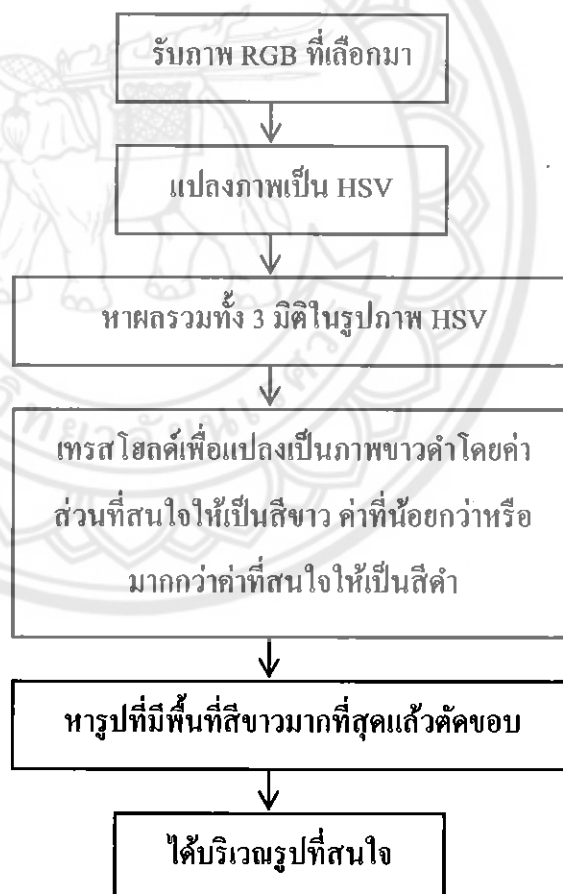 รับภาพ RGB ที่เลือกมา
แปลงภาพเป็น HSV
หาผลรวมทั้ง 3 มิติในรูปภาพ HSV
เทรสโฮลด์เพื่อแปลงเป็นภาพขาวดำโดยค่า
ส่วนที่สนใจให้เป็นสีขาว ค่าที่น้อยกว่าหรือ
มากกว่าค่าที่สนใจให้เป็นสีดำ
หารูปที่มีพื้นที่สีขาวมากที่สุดแล้วตัดขอบ
ได้บริเวณรูปที่สนใจ